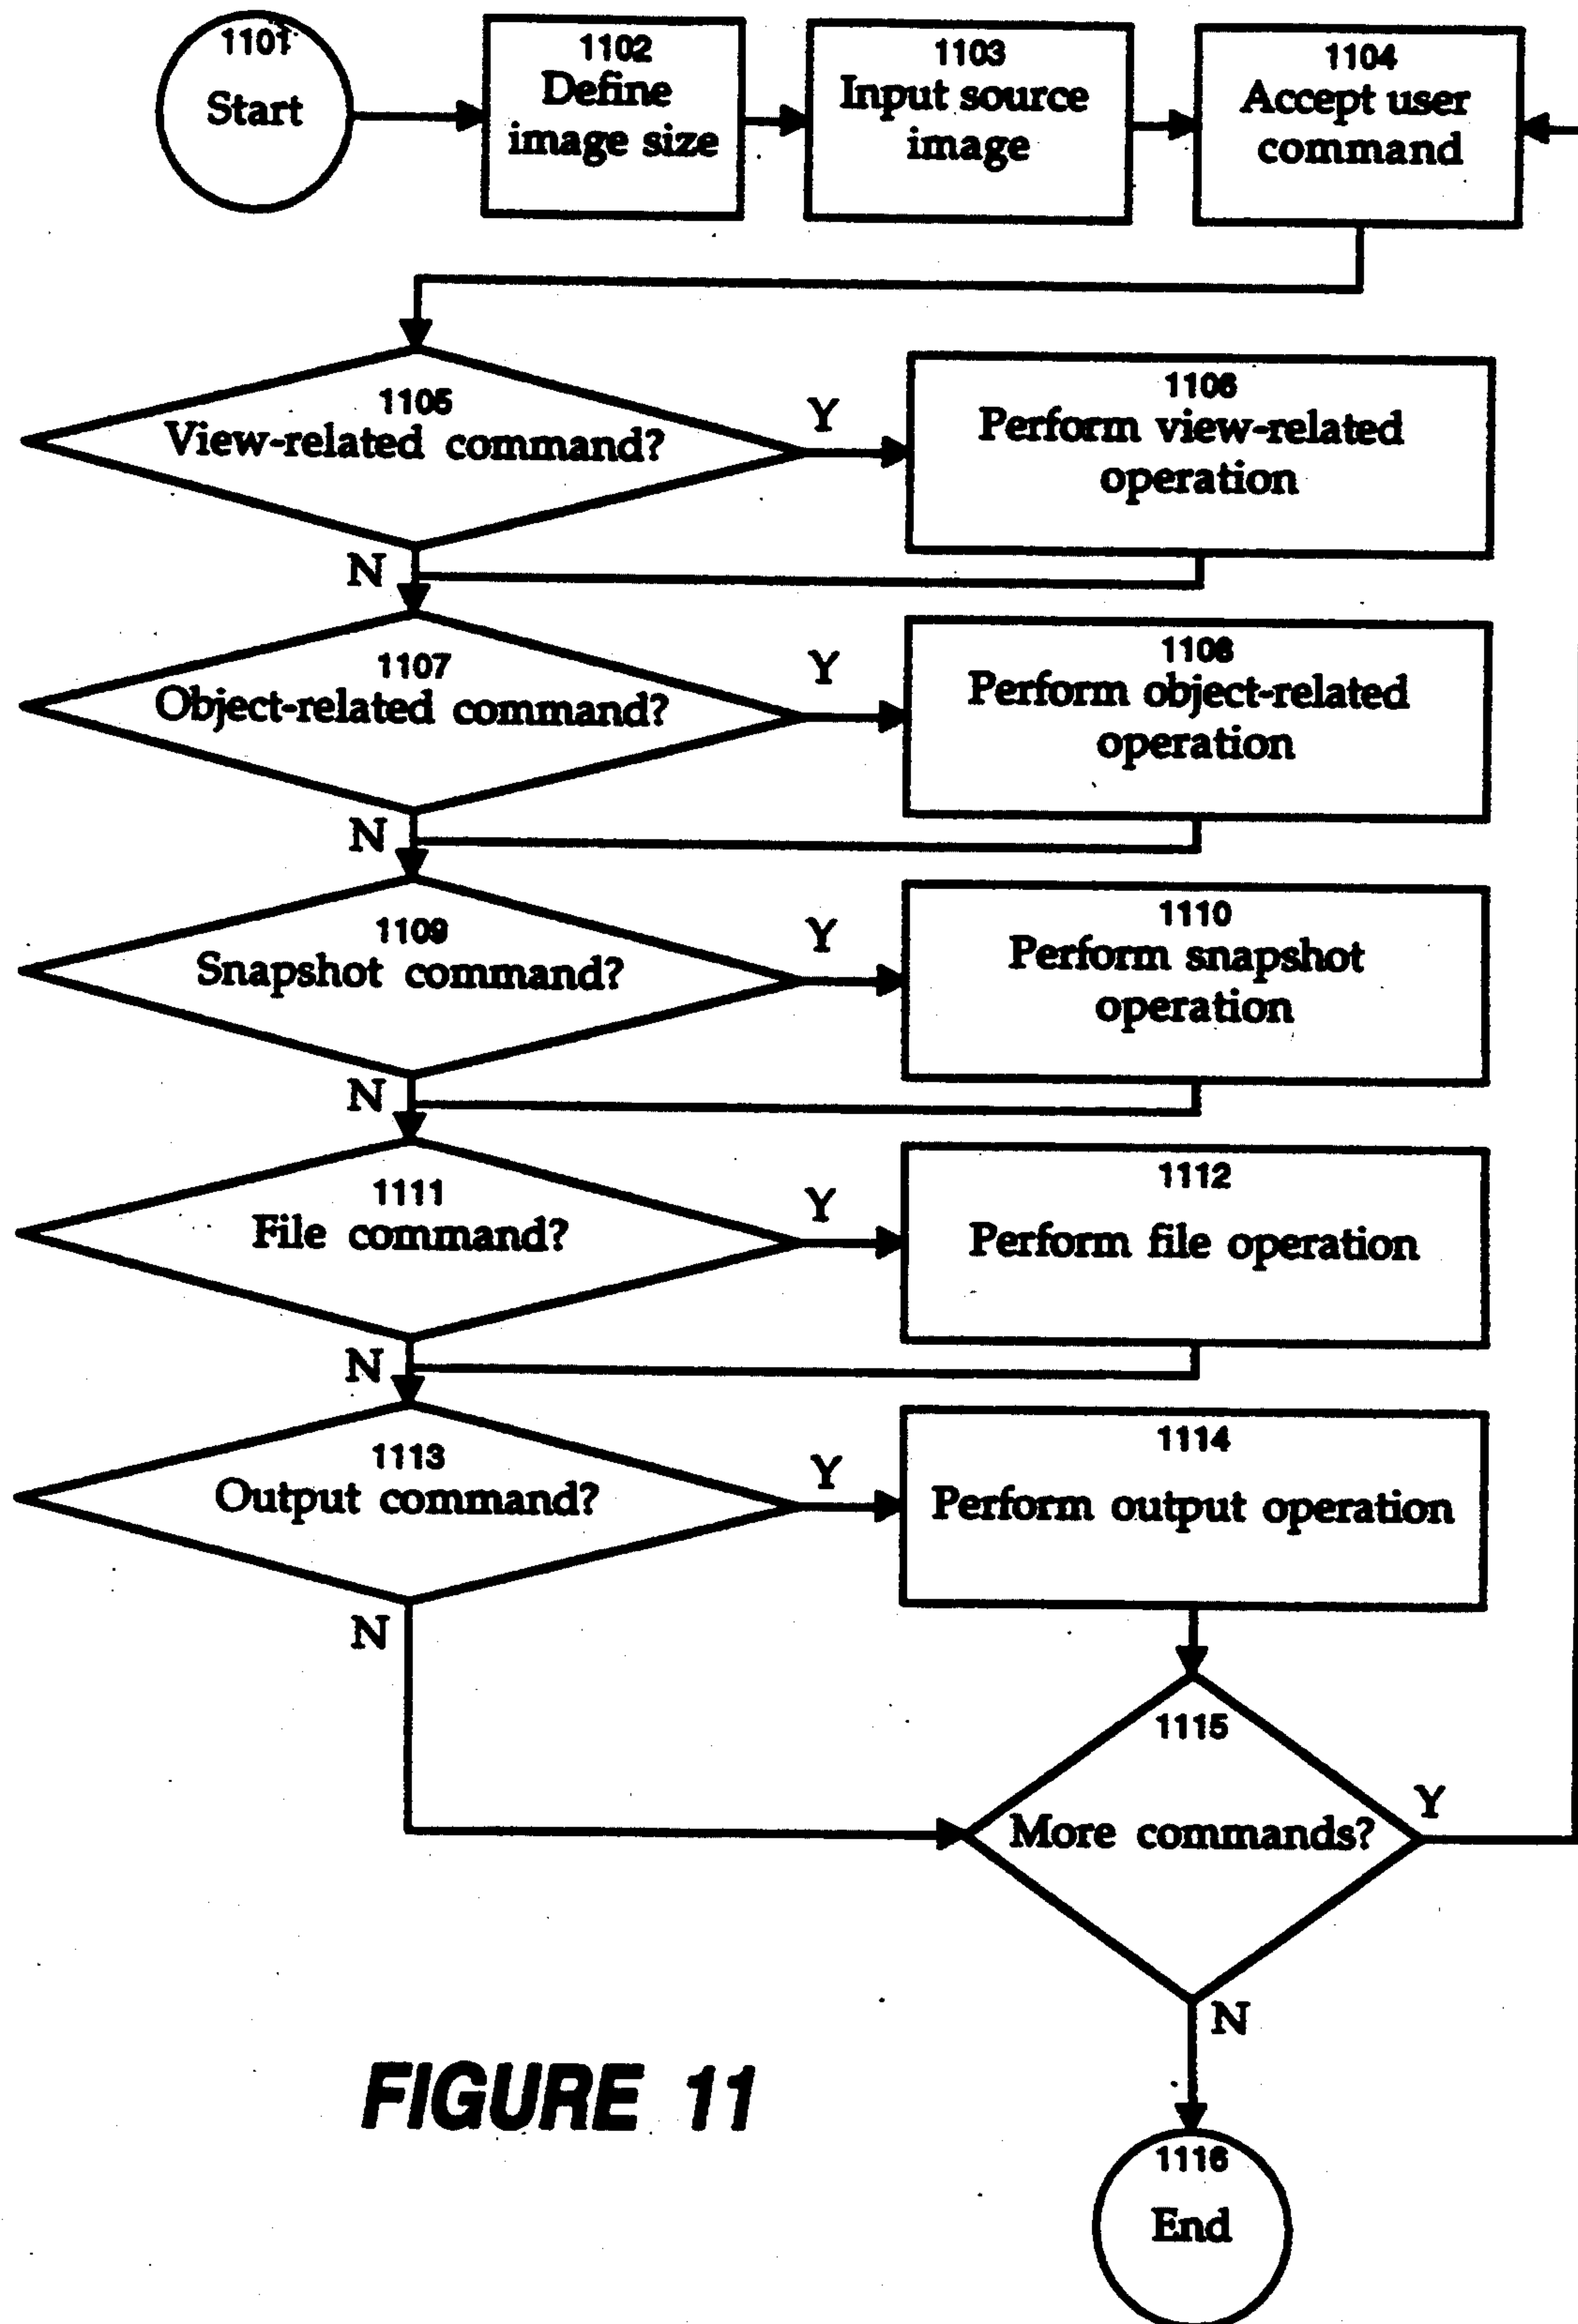 1101
Start
1102
Define
image size
1103
Input source
image
1104
Accept user
command
1105
View-related command?
Y
1106
Perform view-related
operation
N
1107
Object-related command?
Y
1108
Perform object-related
operation
N
1109
Snapshot command?
Y
1110
Perform snapshot
operation
N
1111
File command?
Y
1112
Perform file operation
N
1113
Output command?
Y
1114
Perform output operation
N
1115
More commands?
Y
N
FIGURE 11
1116
End